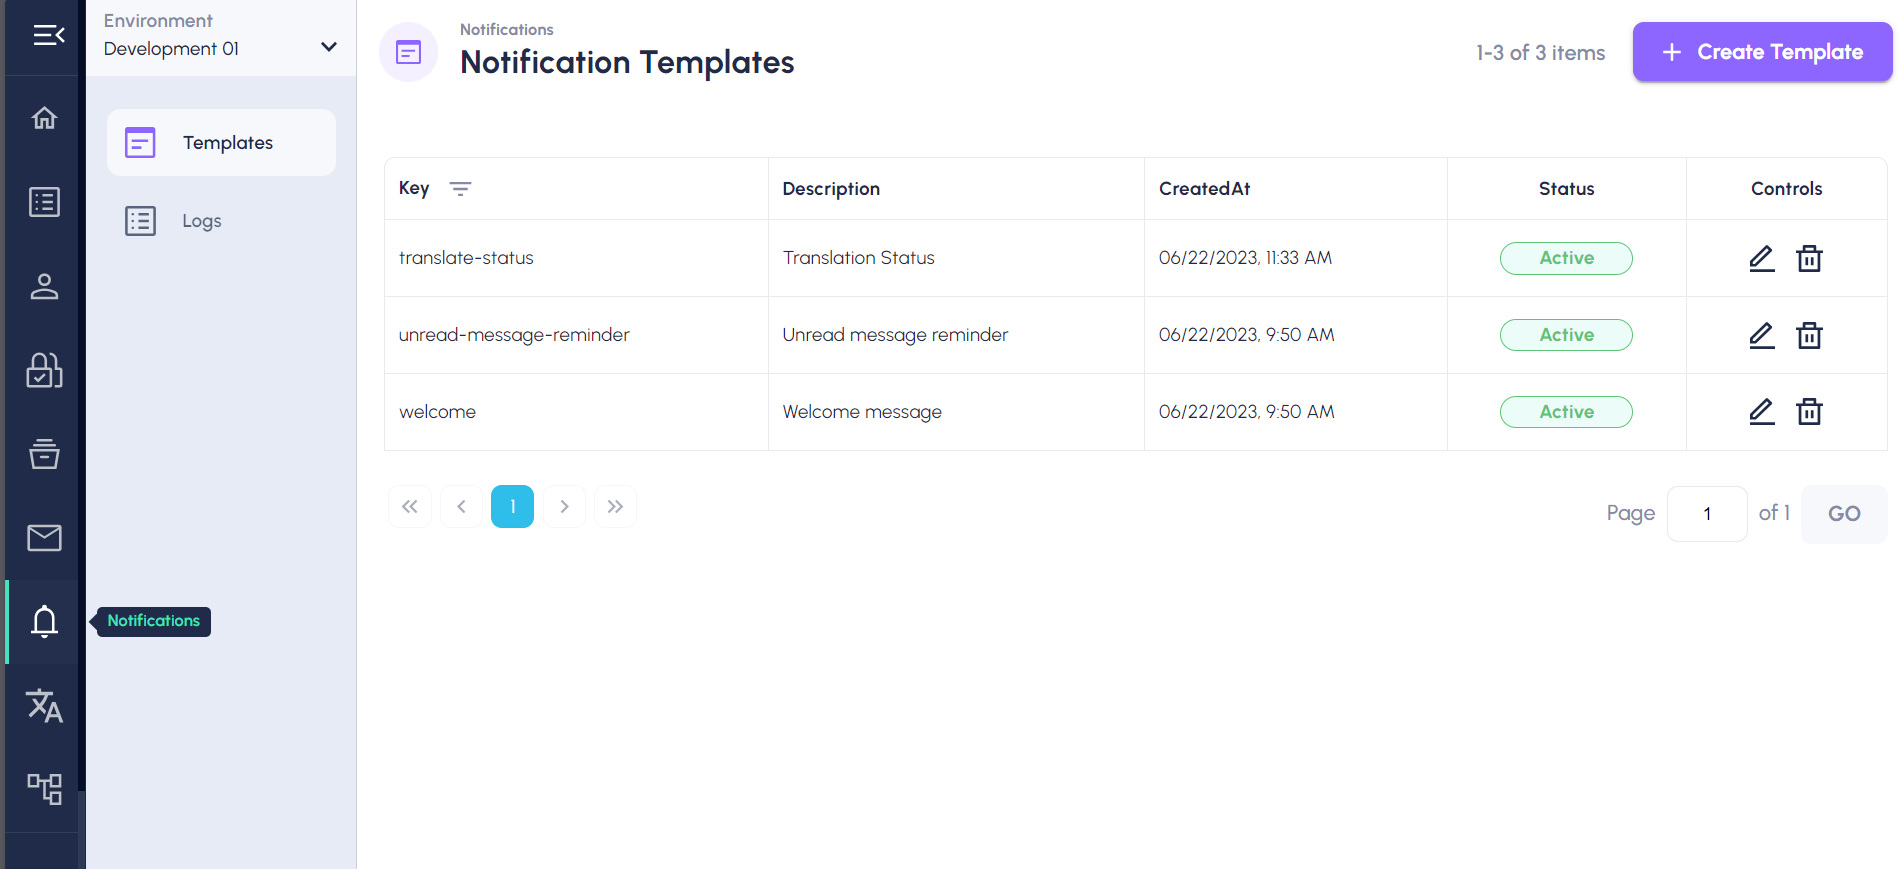 Environment
Development 01
Templates
Logs
Notifications
Notifications
Notification Templates
1-3 of 3 items
Create Template
Key Description CreatedAt Status Controls
translate-status Translation Status 06/22/2023, 11:33 AM Active
unread-message-reminder Unread message reminder 06/22/2023, 9:50 AM Active
welcome Welcome message 06/22/2023, 9:50 AM Active
1
Page 1 of 1 GO